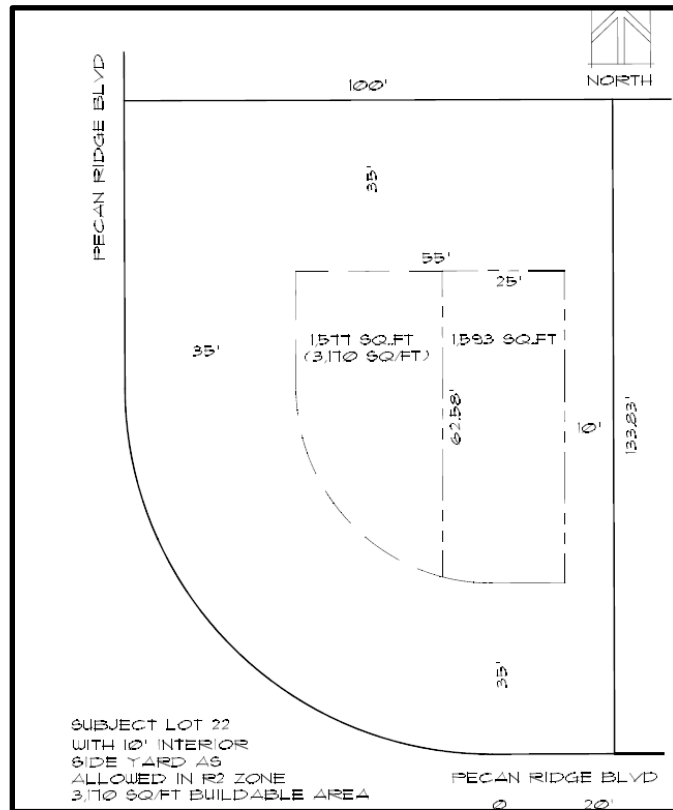 NORTH
100'
PECAN RIDGE BLVD
35'
55'
25'
1,577 SQ.FT
(3,170 SQ/FT)
1,593 SQ.FT
35'
62.58'
10'
133.83'
35'
SUBJECT LOT 22
WITH 10' INTERIOR
SIDE YARD AS
ALLOWED IN R2 ZONE
3,170 SQ/FT BUILDABLE AREA
PECAN RIDGE BLVD
0 20'